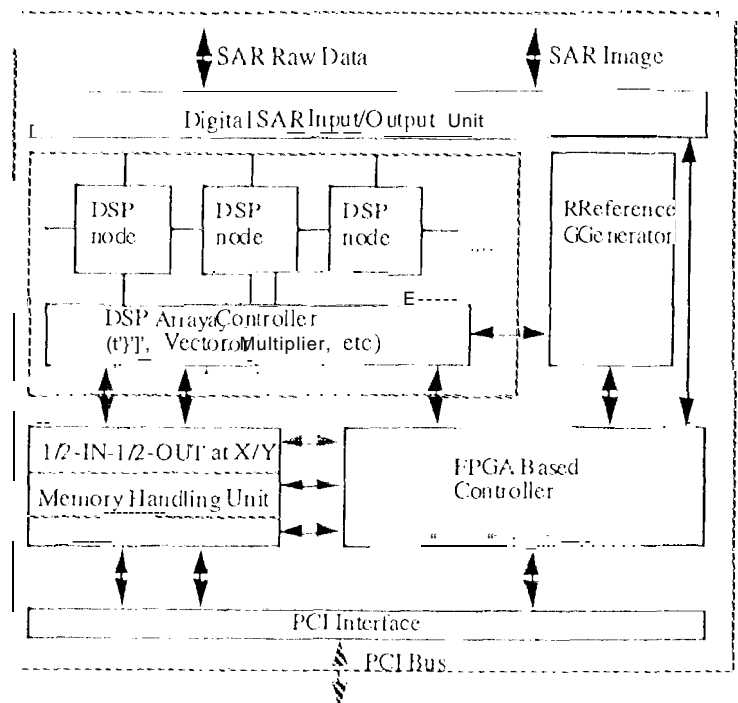 SAR Raw Data
SAR Image
Digital SAR Input/Output Unit
DSP
node
DSP
node
DSP
node
....
RReference
GGenerator
E-----
DSP Array Controller
Vector Multiplier, etc)
1/2-IN-1/2-OUT at X/Y
Memory Handling Unit
FPGA Based
Controller
PCI Interface
PCI Bus